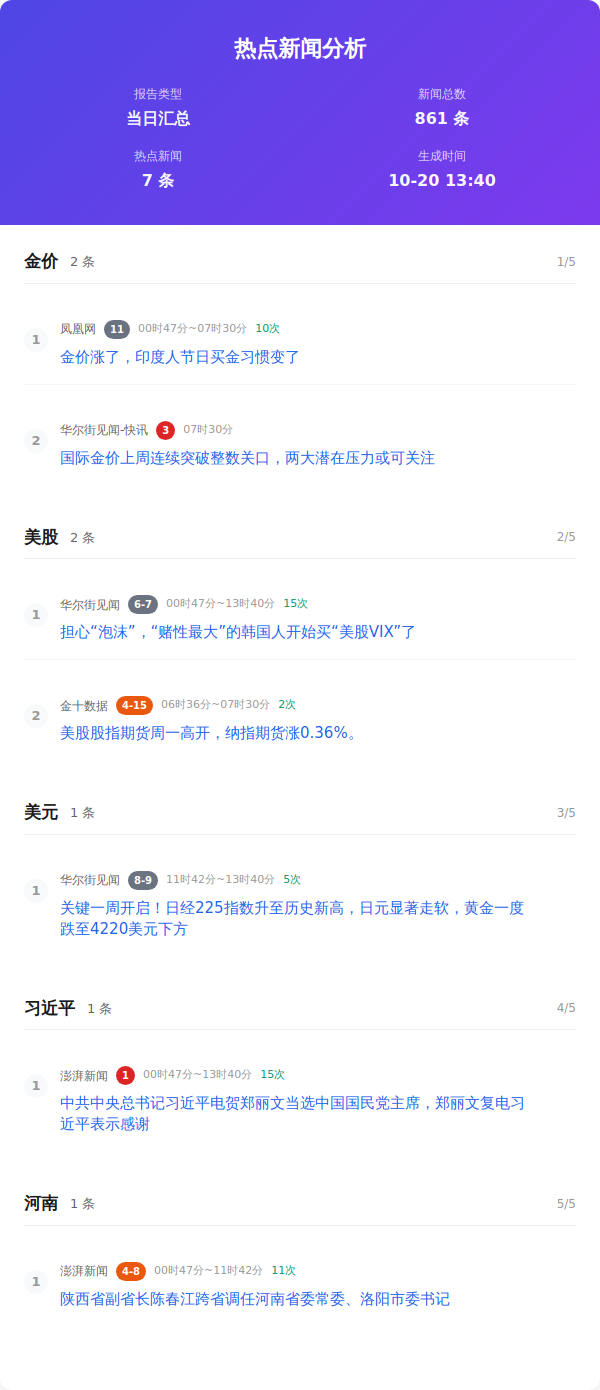 热点新闻分析
报告类型
当日汇总
新闻总数
861 条
热点新闻
7 条
生成时间
10-20 13:40
金价 2 条 1/5
1
凤凰网 11 00时47分~07时30分 10次
金价涨了，印度人节日买金习惯变了
2
华尔街见闻-快讯 3 07时30分
国际金价上周连续突破整数关口，两大潜在压力或可关注
美股 2 条 2/5
1
华尔街见闻 6-7 00时47分~13时40分 15次
担心“泡沫”，“赌性最大”的韩国人开始买“美股VIX”了
2
金十数据 4-15 06时36分~07时30分 2次
美股股指期货周一高开，纳指期货涨0.36%。
美元 1 条 3/5
1
华尔街见闻 8-9 11时42分~13时40分 5次
关键一周开启！日经225指数升至历史新高，日元显著走软，黄金一度
跌至4220美元下方
习近平 1 条 4/5
1
澎湃新闻 1 00时47分~13时40分 15次
中共中央总书记习近平电贺郑丽文当选中国国民党主席，郑丽文复电习
近平表示感谢
河南 1 条 5/5
1
澎湃新闻 4-8 00时47分~11时42分 11次
陕西省副省长陈春江跨省调任河南省委常委、洛阳市委书记